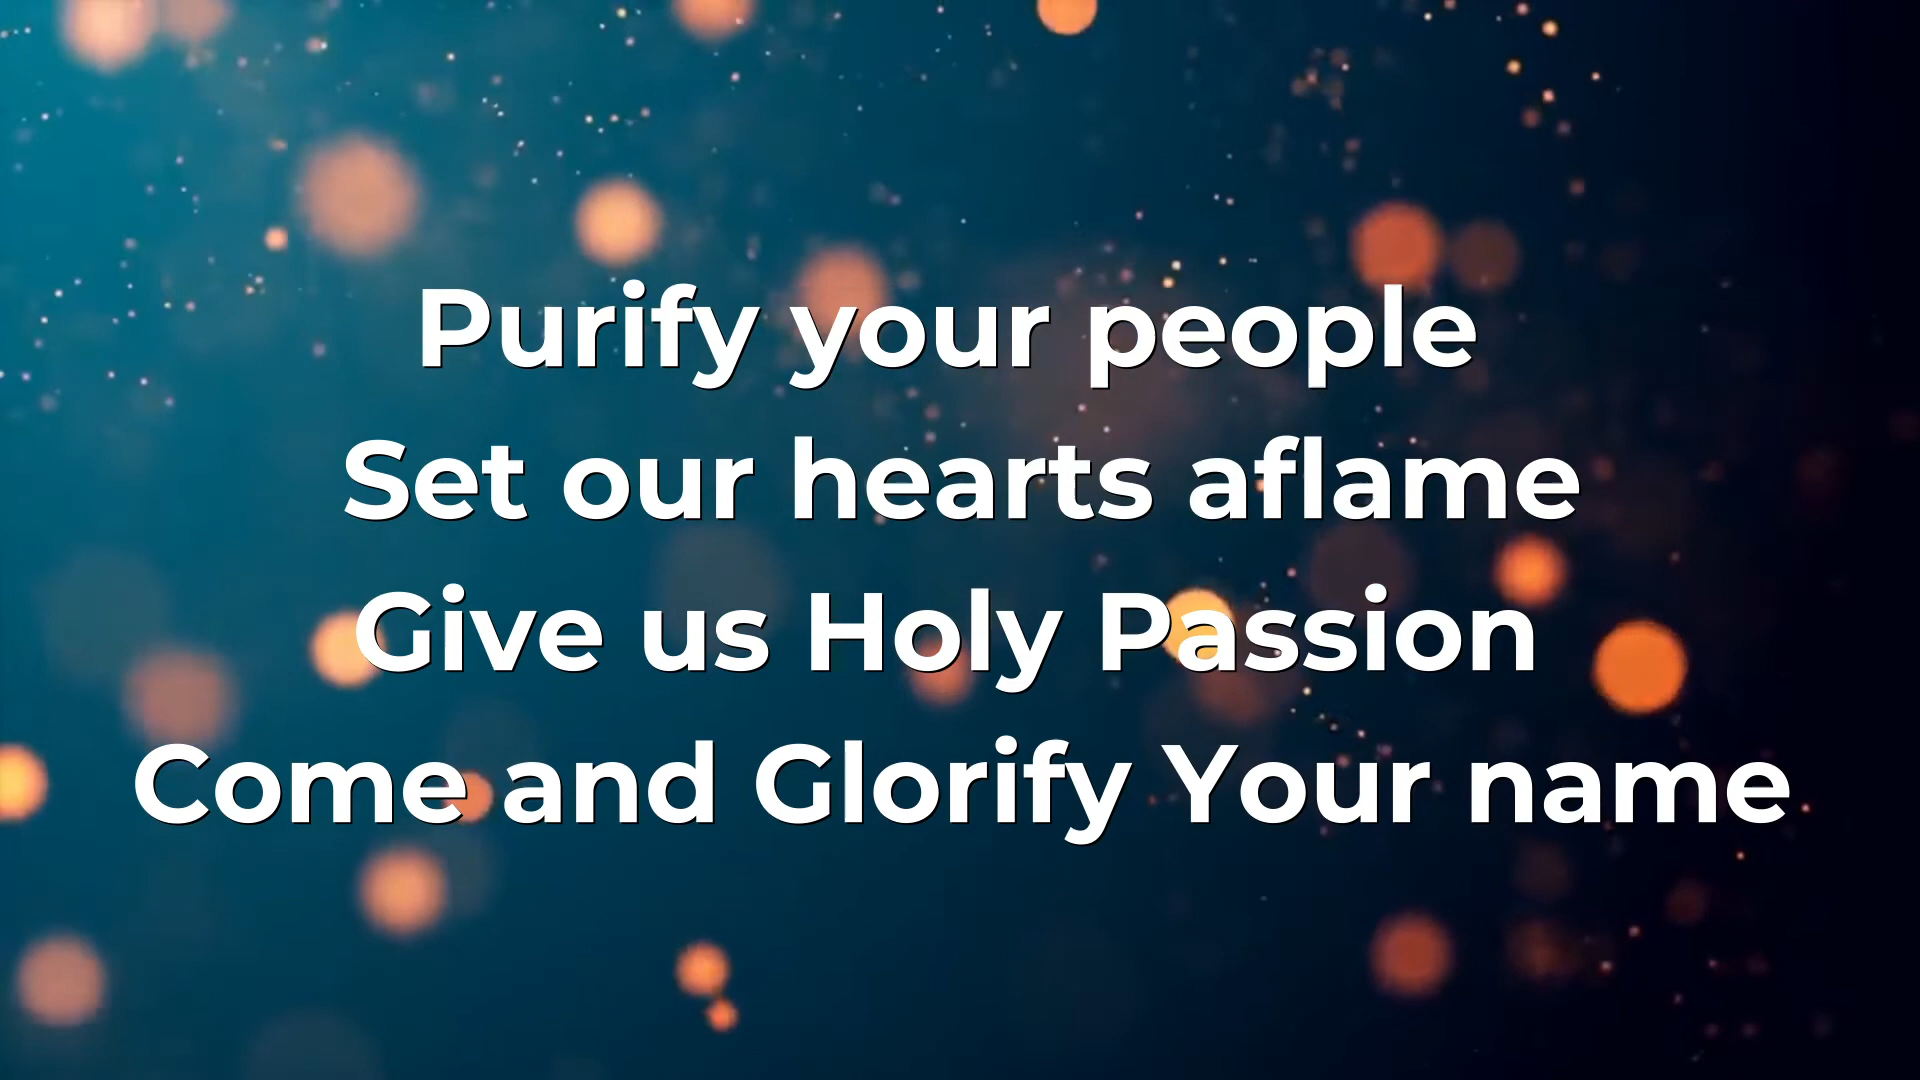 Purify your people
Set our hearts aflame
Give us Holy Passion
Come and Glorify Your name